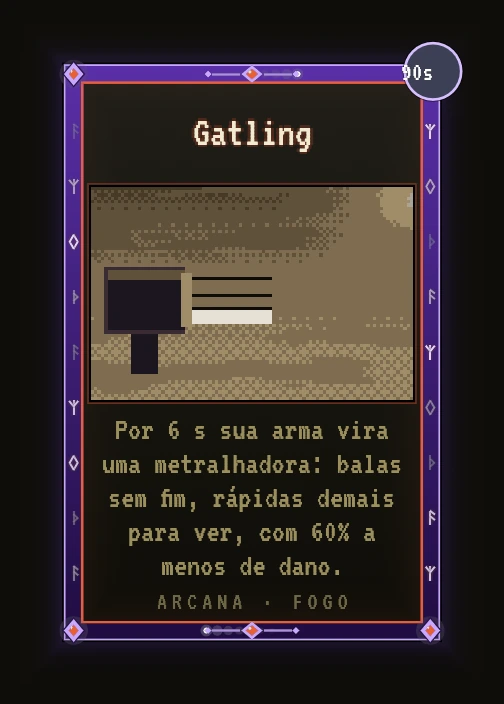 90s
Gatling
Por 6 s sua arma vira
uma metralhadora: balas
sem fim, rápidas demais
para ver, com 60% a
menos de dano.
ARCANA · FOGO